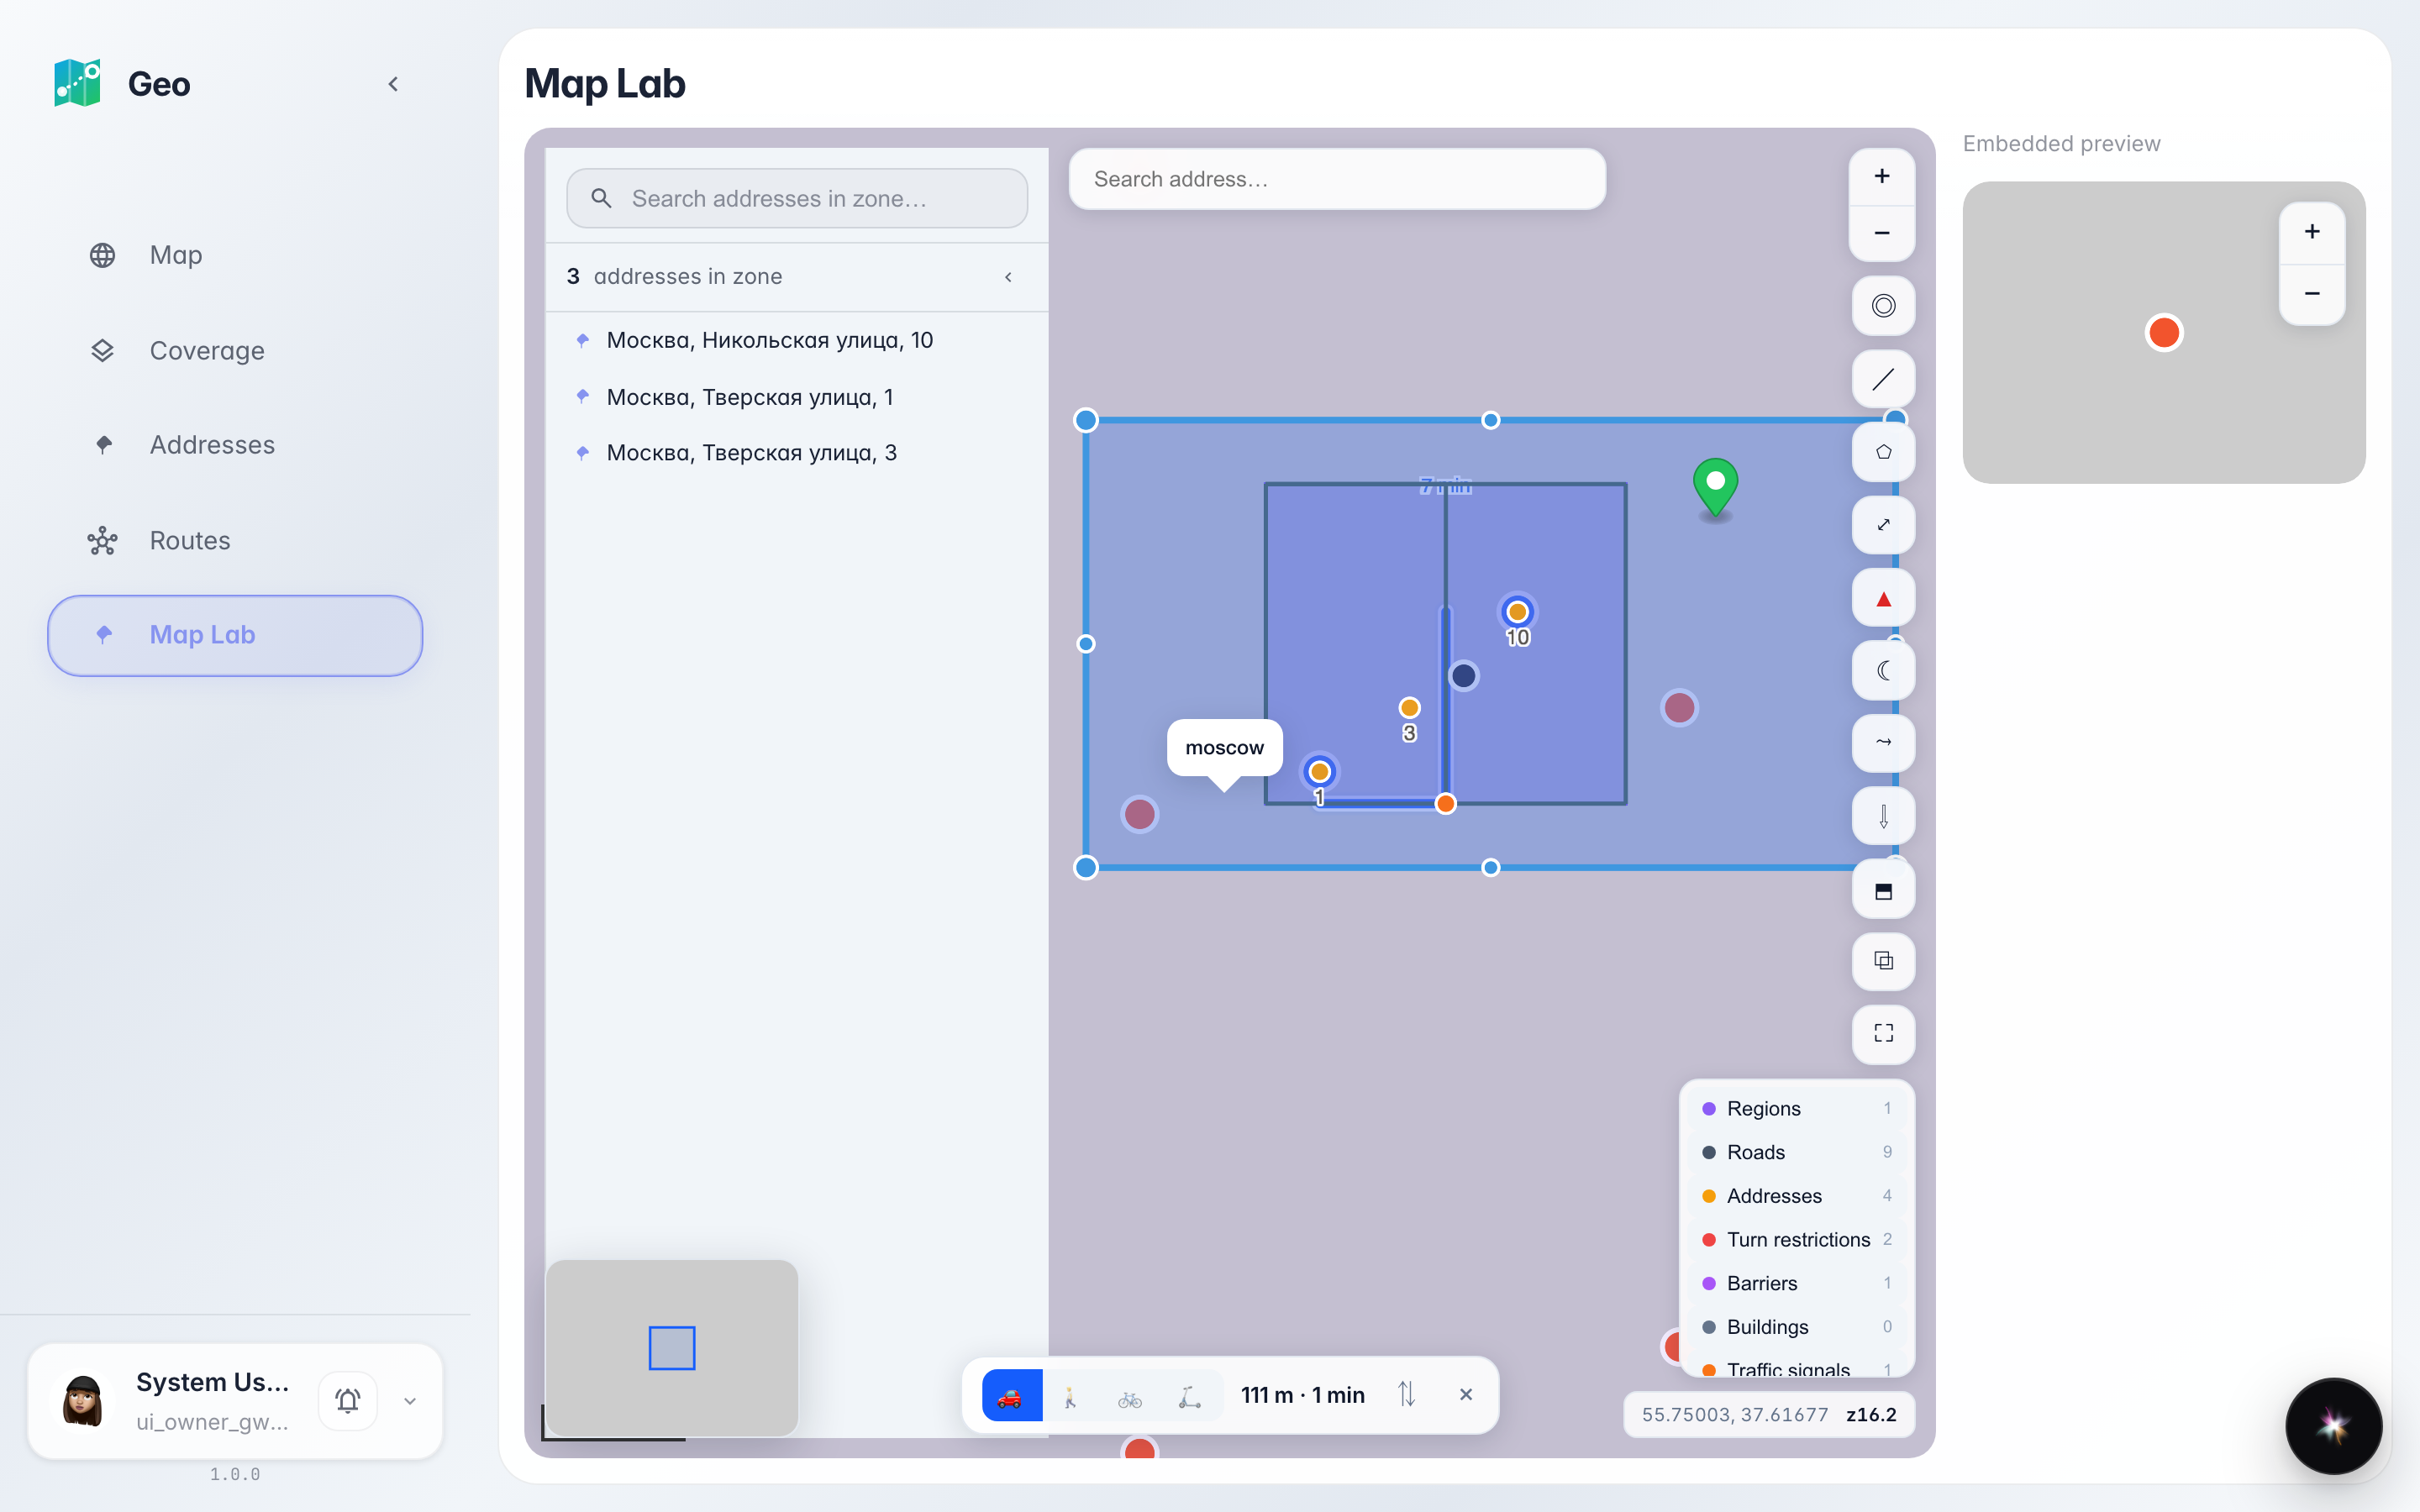 Geo
Map
Coverage
Addresses
Routes
Map Lab
System Us...
ui_owner_gw...
1.0.0
Map Lab
Search addresses in zone...
3 addresses in zone
Москва, Никольская улица, 10
Москва, Тверская улица, 1
Москва, Тверская улица, 3
Search address...
7 min
10
3
moscow
1
Regions 1
Roads 9
Addresses 4
Turn restrictions 2
Barriers 1
Buildings 0
Traffic signals 1
111 m · 1 min
55.75003, 37.61677 z16.2
Embedded preview